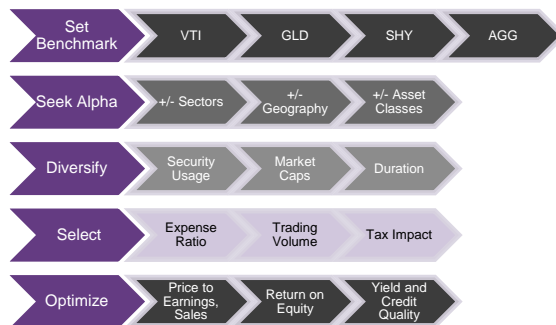 Set
Benchmark
VTI
GLD
SHY
AGG
Seek Alpha
+/- Sectors
+/-
Geography
+/- Asset
Classes
Diversify
Security
Usage
Market
Caps
Duration
Select
Expense
Ratio
Trading
Volume
Tax Impact
Optimize
Price to
Earnings,
Sales
Return on
Equity
Yield and
Credit
Quality